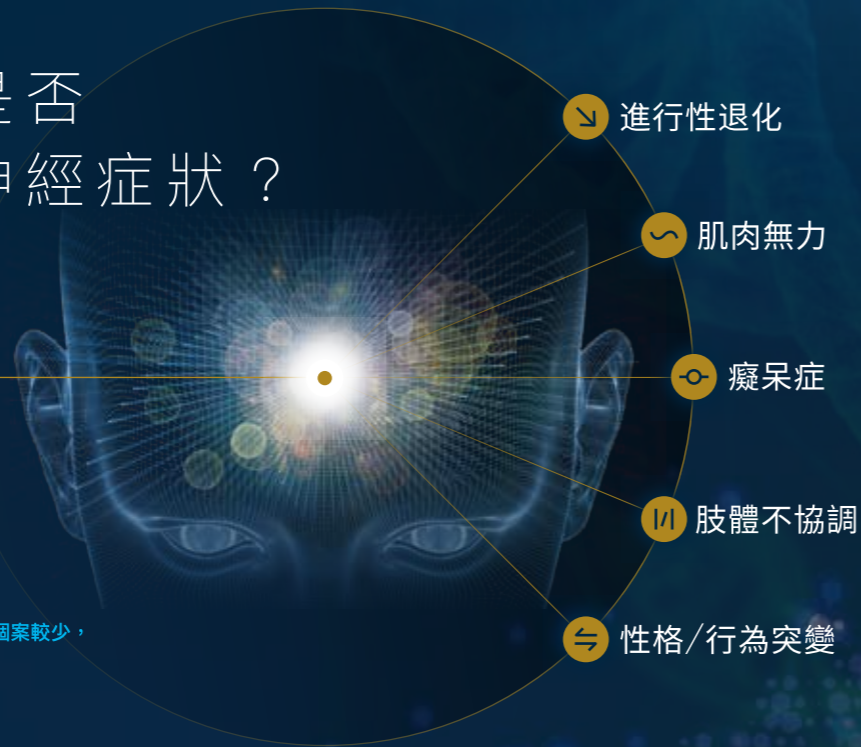 是否
神經症狀？
進行性退化
肌肉無力
癡呆症
肢體不協調
個案較少，
性格/行為突變